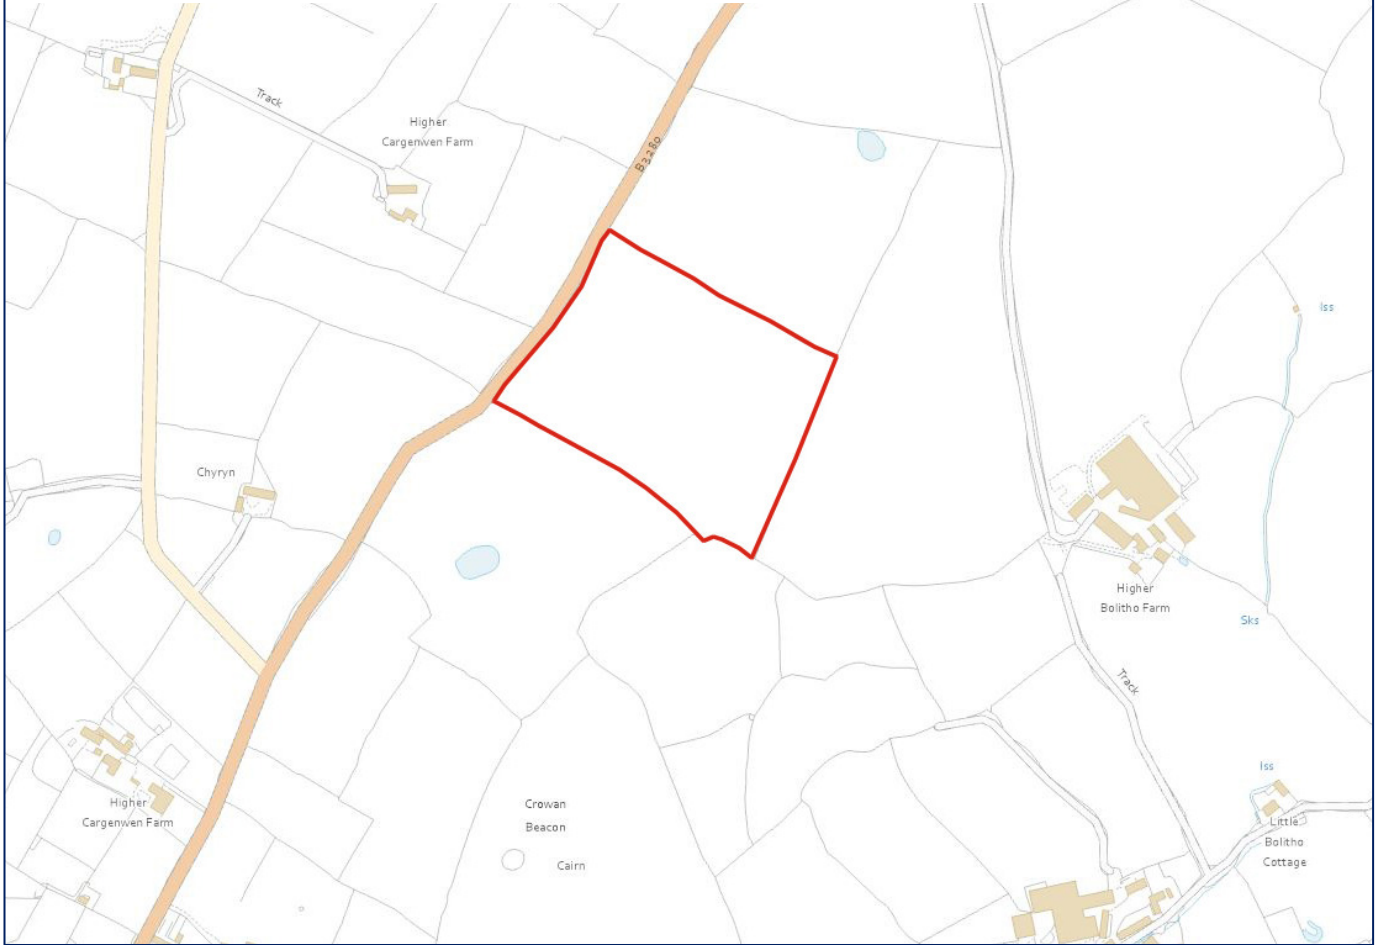 Track
Higher
Cargenwen Farm
B3280
Iss
Chyryn
Higher
Bolitho Farm
Sks
Track
Iss
Higher
Cargenwen Farm
Crowan
Beacon
Cairn
Little
Bolitho
Cottage